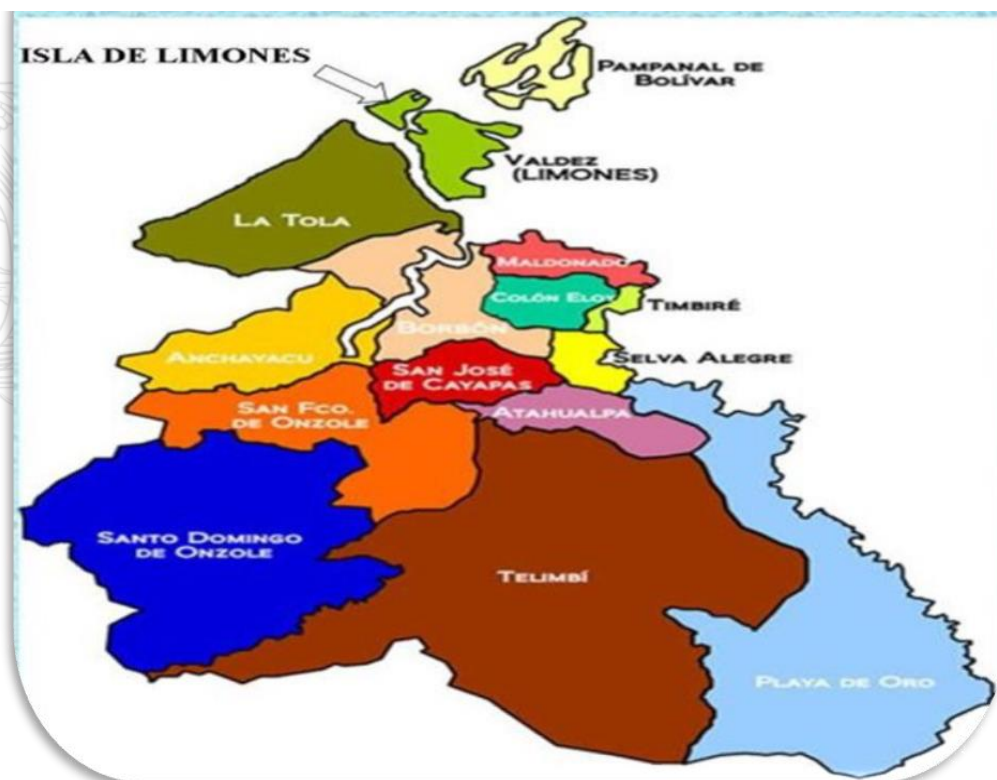 ISLA DE LIMONES
PAMPANAL DE
BOLÍVAR
VALDEZ
(LIMONES)
LA TOLA
MALDONADO
COLÓN ELOY
TIMBIRÉ
BORBÓN
ANCHAYACU
SELVA ALEGRE
SAN JOSÉ
DE CAYAPAS
SAN FCO.
DE ONZOLE
ATAHUALPA
SANTO DOMINGO
DE ONZOLE
TELIMBÍ
PLAYA DE ORO